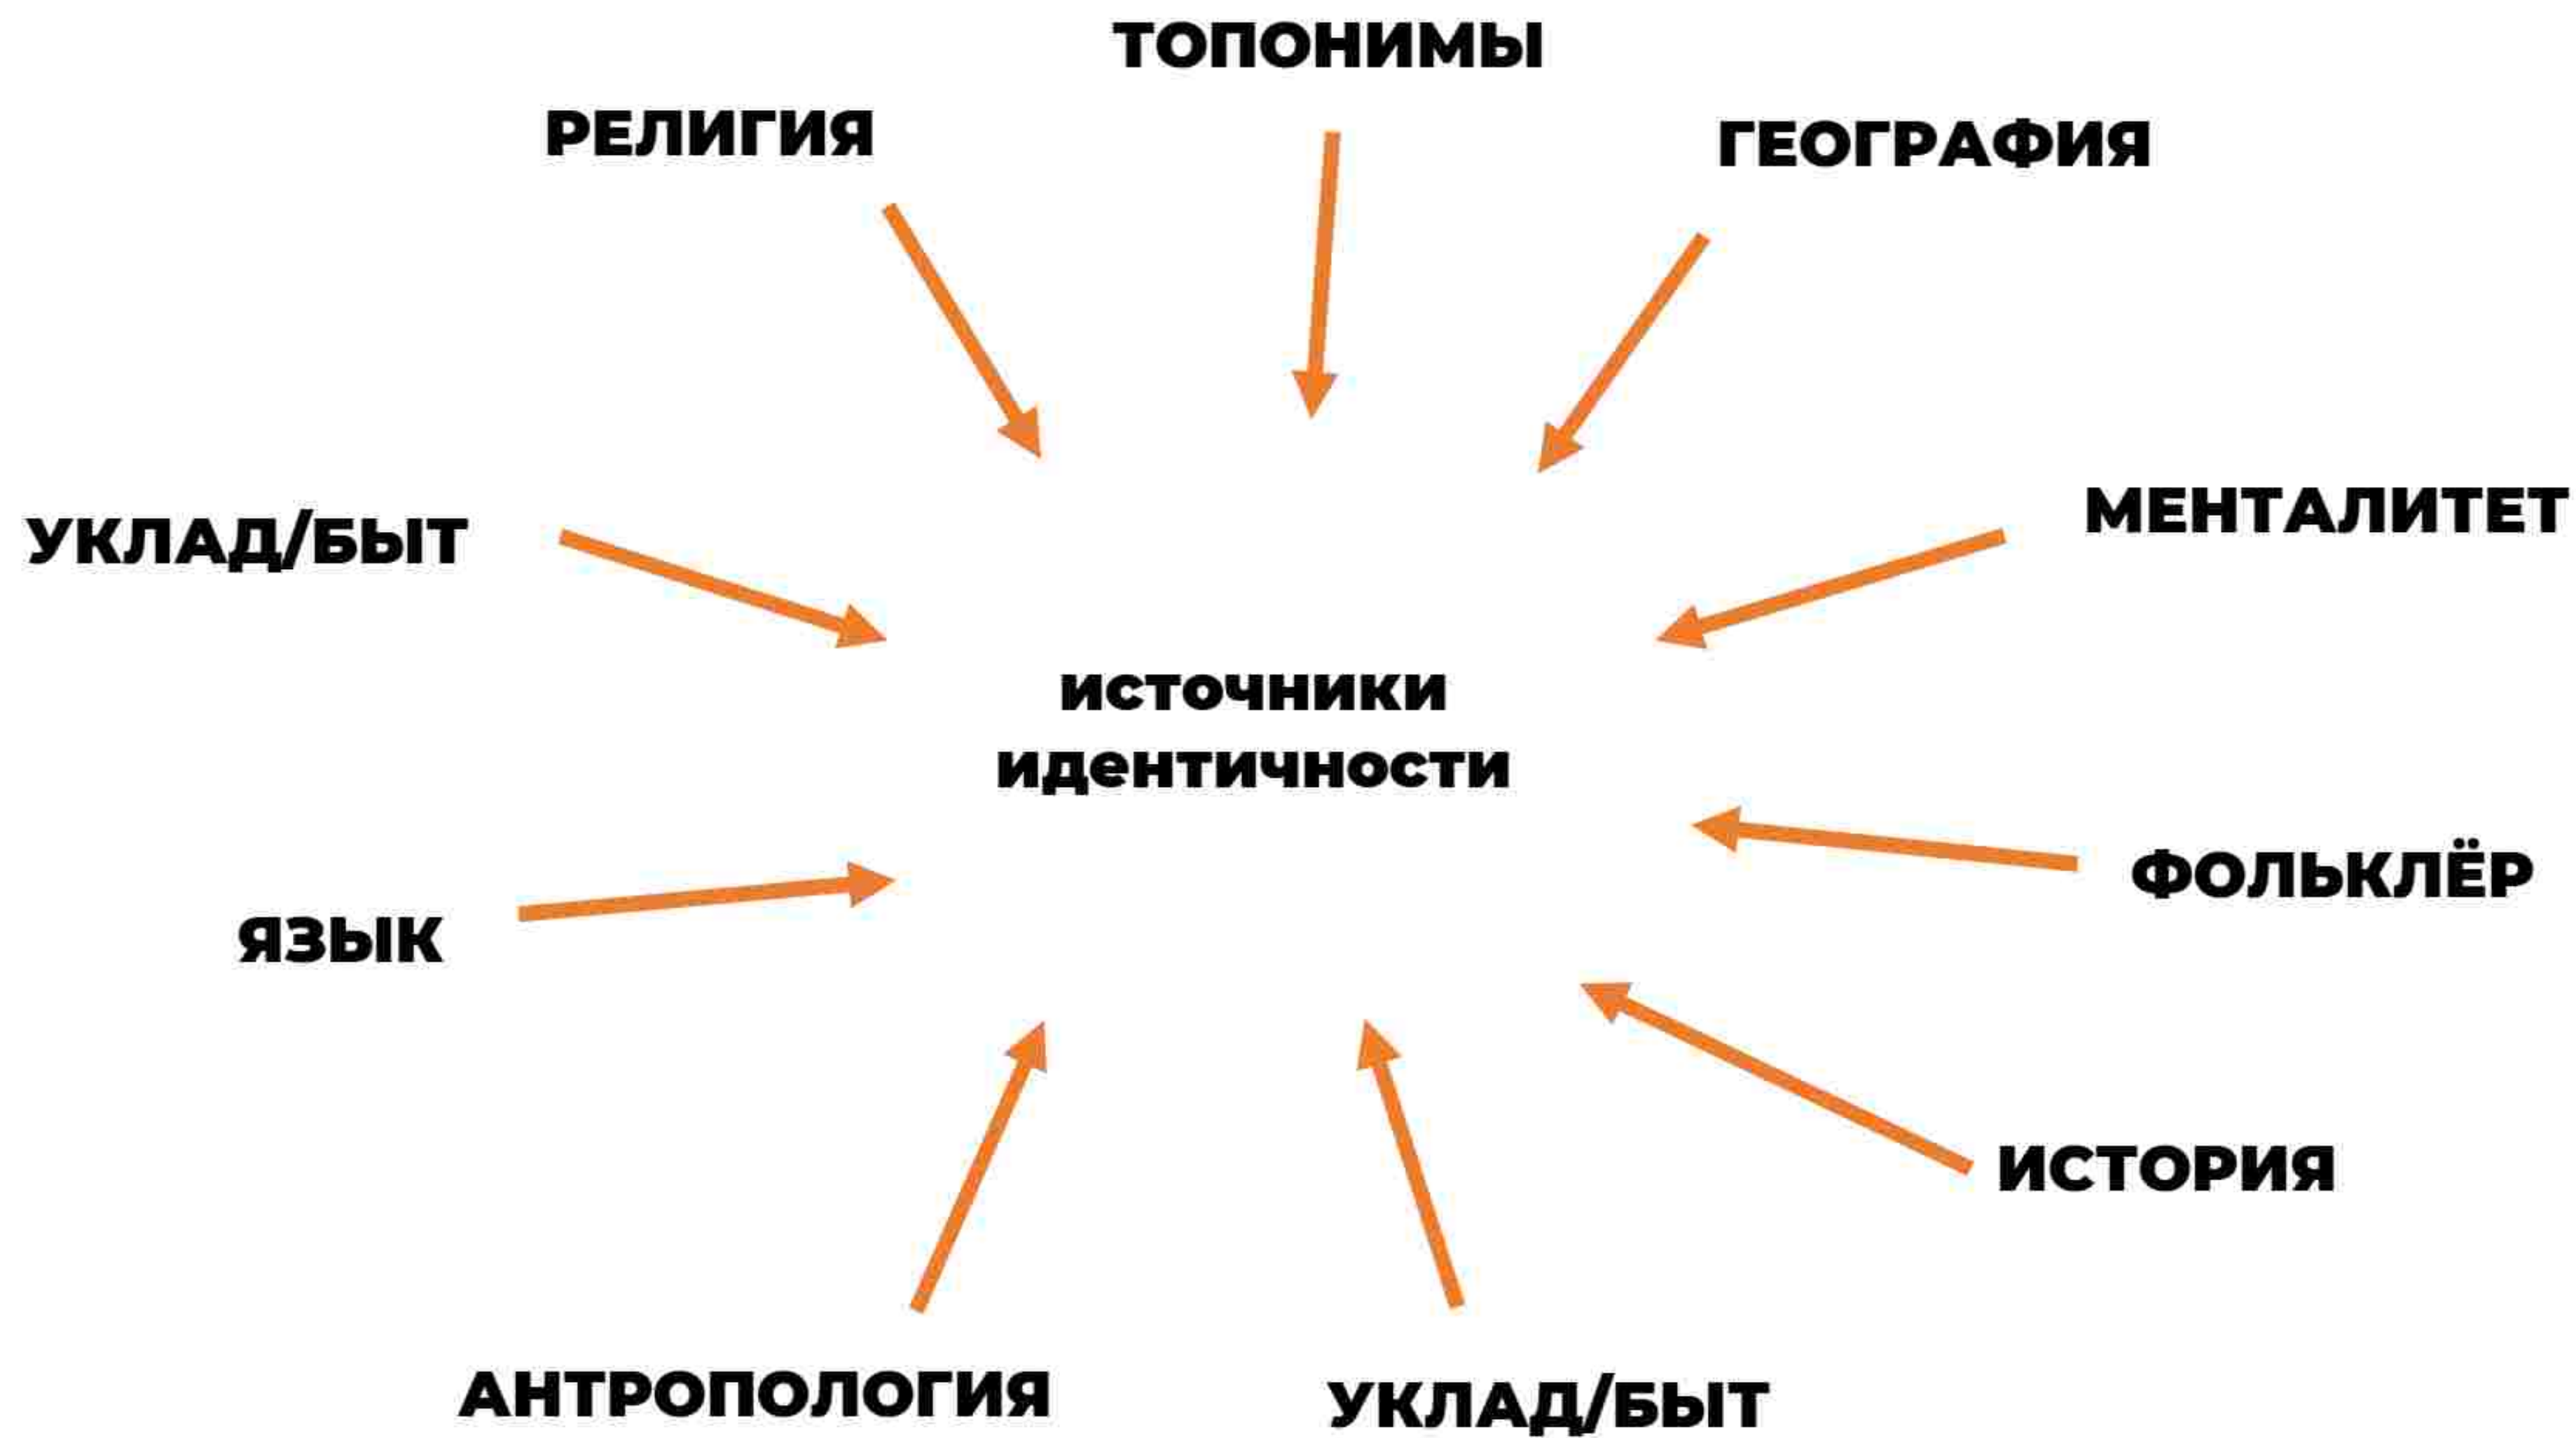 ТОПОНИМЫ
РЕЛИГИЯ
ГЕОГРАФИЯ
УКЛАД/БЫТ
МЕНТАЛИТЕТ
источники
идентичности
ФОЛЬКЛЁР
ЯЗЫК
ИСТОРИЯ
АНТРОПОЛОГИЯ
УКЛАД/БЫТ